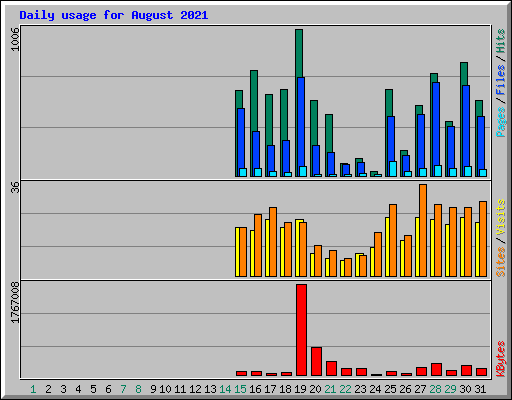 Daily usage for August 2021
1006
36
1767008
Pages / Files / Hits
Sites / Visits
KBytes
1 2 3 4 5 6 7 8 9 10 11 12 13 14 15 16 17 18 19 20 21 22 23 24 25 26 27 28 29 30 31